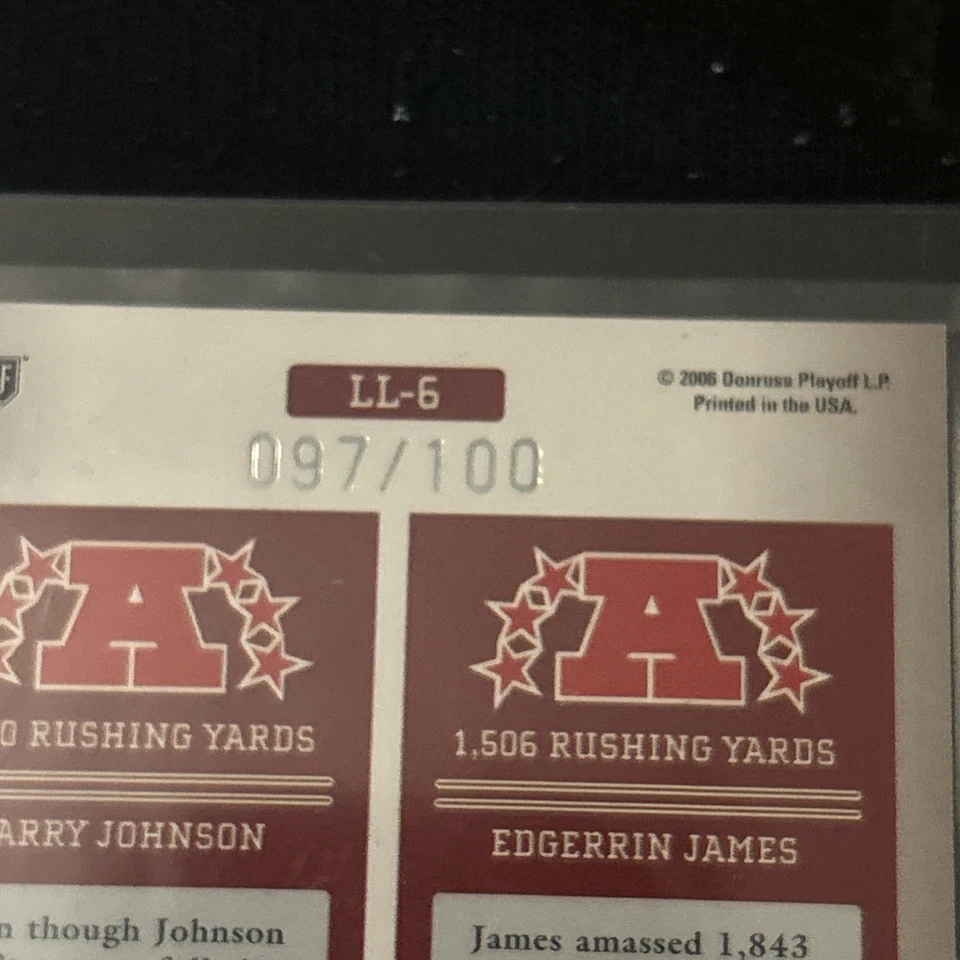 LL-6
© 2006 Donruss Playoff L.P.
Printed in the USA.
097/100
0 RUSHING YARDS
ARRY JOHNSON
n though Johnson
1,506 RUSHING YARDS
EDGERRIN JAMES
James amassed 1,843